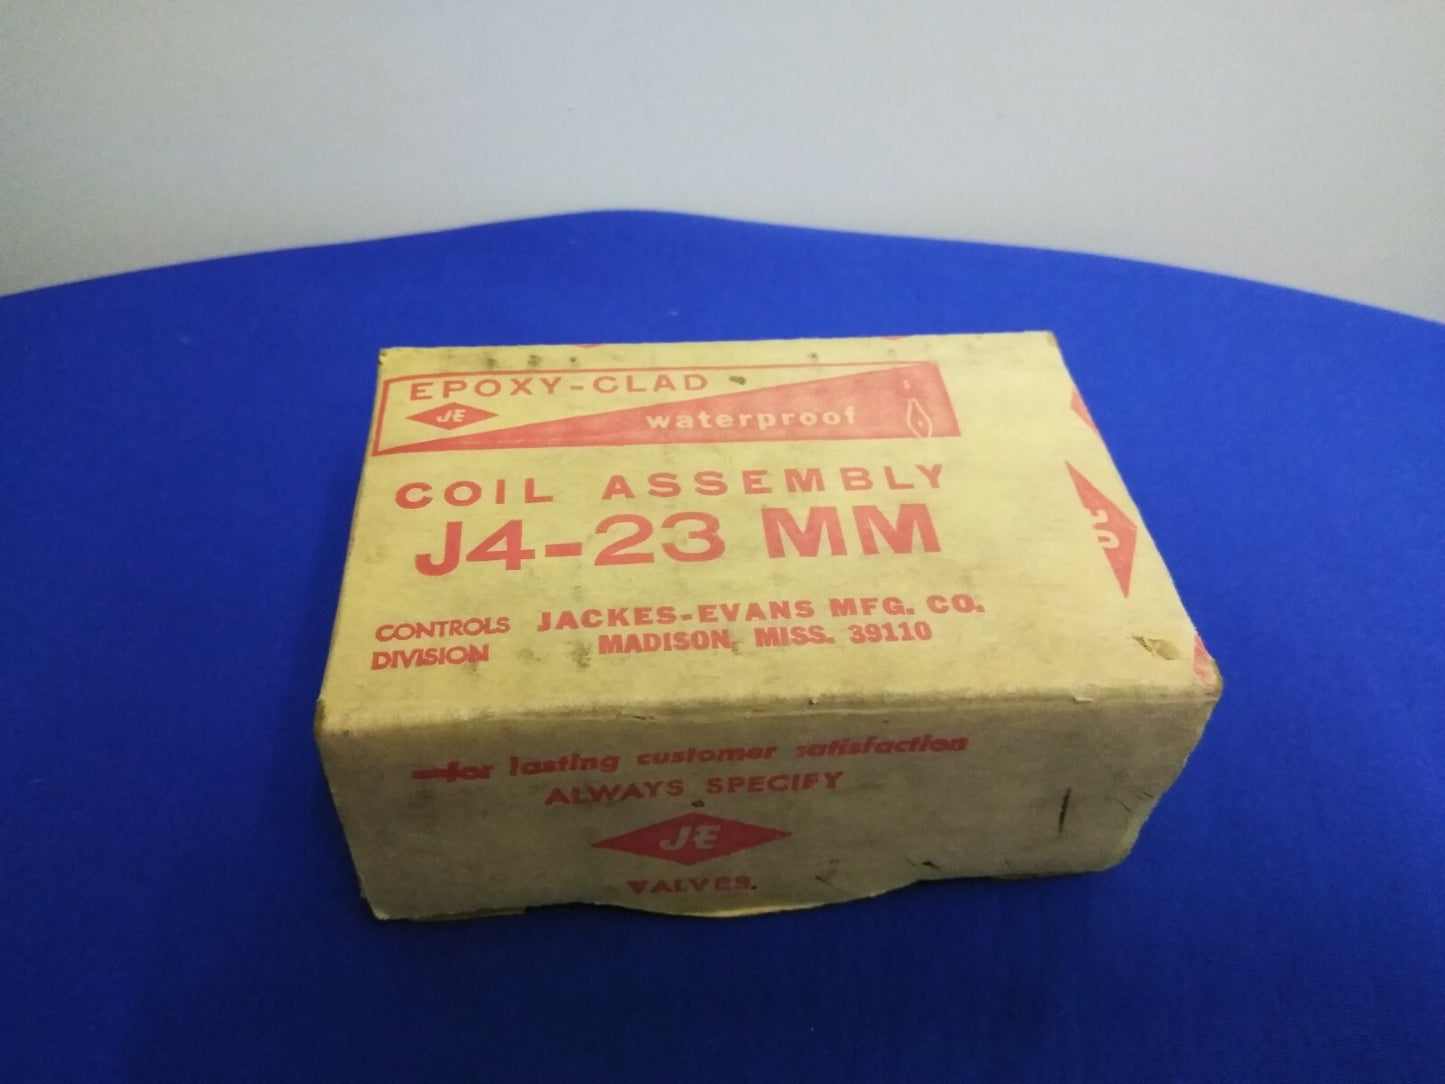 EPOXY-CLAD
JE
waterproof
COIL ASSEMBLY
J4-23 MM
CONTROLS DIVISION
JACKES-EVANS MFG. CO.
MADISON, MISS. 39110
—for lasting customer satisfaction
ALWAYS SPECIFY
JE
VALVES.